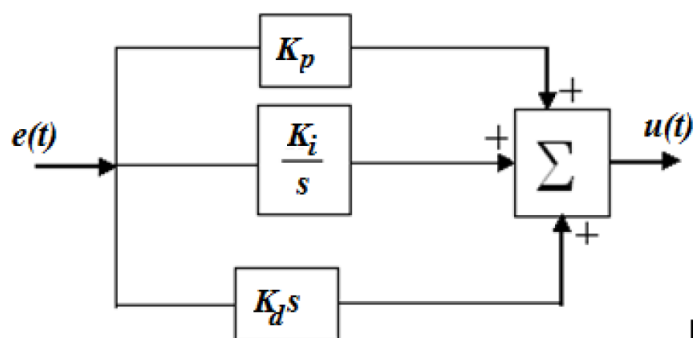 K_p
e(t)
K_i
s
K_d s
+
+
+
Σ
u(t)